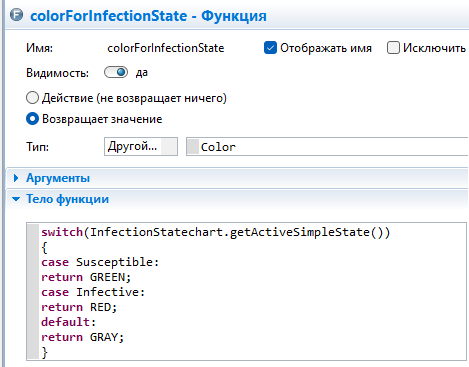 colorForInfectionState - Функция
Имя: colorForInfectionState Отображать имя Исключить
Видимость: да
Действие (не возвращает ничего)
Возвращает значение
Тип: Другой... Color
Аргументы
Тело функции
switch(InfectionStatechart.getActiveSimpleState())
{
case Susceptible:
return GREEN;
case Infective:
return RED;
default:
return GRAY;
}